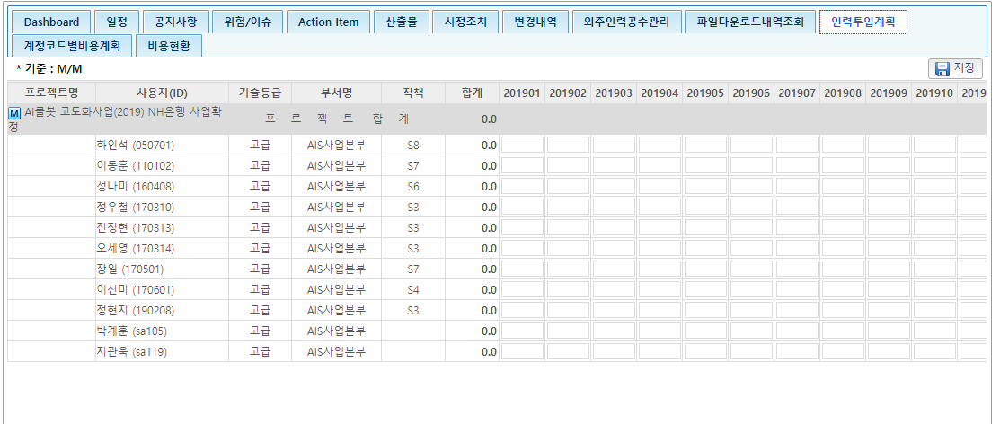 Dashboard 일정 공지사항 위험/이슈 Action Item 산출물 시정조치 변경내역 외주인력공수관리 파일다운로드내역조회 인력투입계획
계정코드별비용계획 비용현황
* 기준 : M/M 저장
프로젝트명 사용자(ID) 기술등급 부서명 직책 합계 201901 201902 201903 201904 201905 201906 201907 201908 201909 201910 2019
M AI콜봇 고도화사업(2019) NH은행 사업확
정 프 로 젝 트 합 계 0.0
하인석 (050701) 고급 AIS사업본부 S8 0.0
이동훈 (110102) 고급 AIS사업본부 S7 0.0
성나미 (160408) 고급 AIS사업본부 S6 0.0
정우철 (170310) 고급 AIS사업본부 S3 0.0
전정현 (170313) 고급 AIS사업본부 S3 0.0
오세영 (170314) 고급 AIS사업본부 S3 0.0
장일 (170501) 고급 AIS사업본부 S7 0.0
이선미 (170601) 고급 AIS사업본부 S4 0.0
정현지 (190208) 고급 AIS사업본부 S3 0.0
박계훈 (sa105) 고급 AIS사업본부 0.0
지관욱 (sa119) 고급 AIS사업본부 0.0